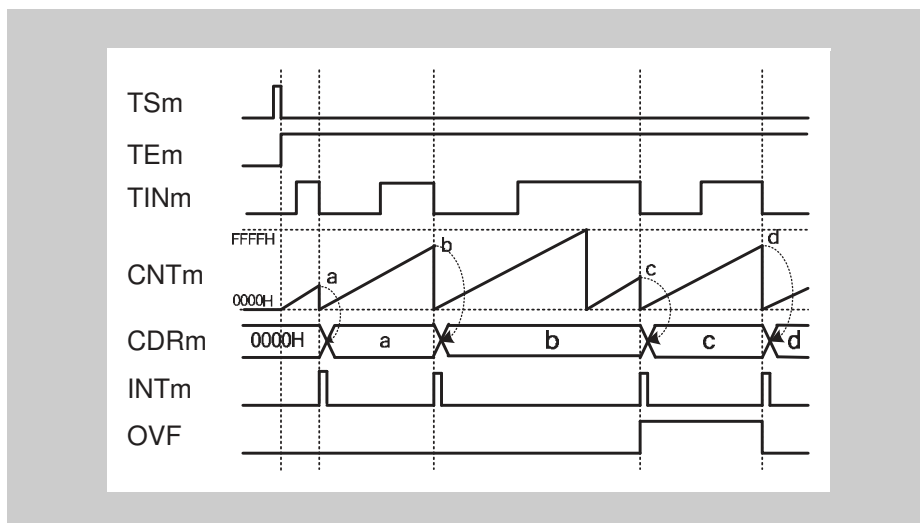 TSm
TEm
TINm
FFFFH
CNTm
0000H
a
b
c
d
CDRm
0000H
a
b
c
d
INTm
OVF